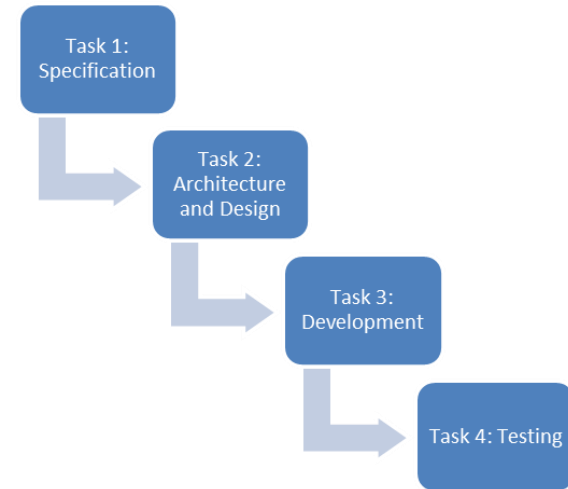 Task 1:
Specification
Task 2:
Architecture
and Design
Task 3:
Development
Task 4: Testing